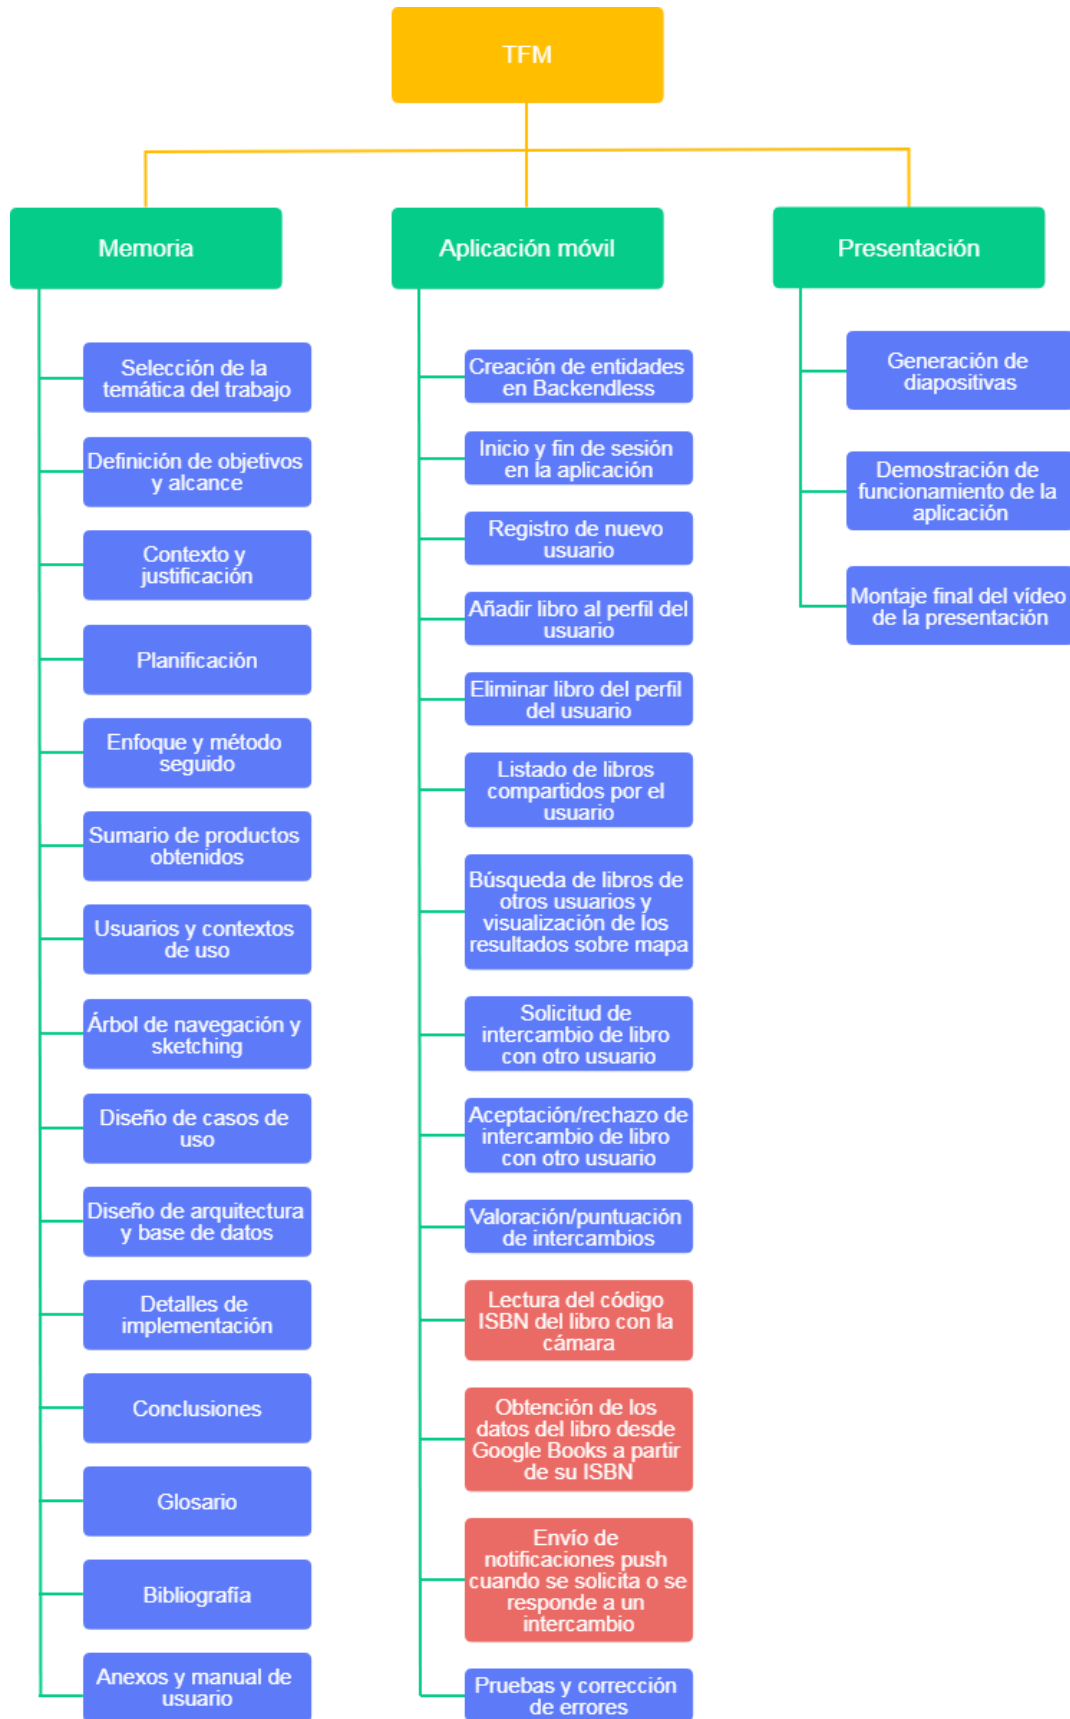 TFM
Memoria
Selección de la
temática del trabajo
Definición de objetivos
y alcance
Contexto y
justificación
Planificación
Enfoque y método
seguido
Sumario de productos
obtenidos
Usuarios y contextos
de uso
Árbol de navegación y
sketching
Diseño de casos de
uso
Diseño de arquitectura
y base de datos
Detalles de
implementación
Conclusiones
Glosario
Bibliografía
Anexos y manual de
usuario
Aplicación móvil
Creación de entidades
en Backendless
Inicio y fin de sesión
en la aplicación
Registro de nuevo
usuario
Añadir libro al perfil del
usuario
Eliminar libro del perfil
del usuario
Listado de libros
compartidos por el
usuario
Búsqueda de libros de
otros usuarios y
visualización de los
resultados sobre mapa
Solicitud de
intercambio de libro
con otro usuario
Aceptación/rechazo de
intercambio de libro
con otro usuario
Valoración/puntuación
de intercambios
Lectura del código
ISBN del libro con la
cámara
Obtención de los
datos del libro desde
Google Books a partir
de su ISBN
Envío de
notificaciones push
cuando se solicita o se
responde a un
intercambio
Pruebas y corrección
de errores
Presentación
Generación de
diapositivas
Demostración de
funcionamiento de la
aplicación
Montaje final del vídeo
de la presentación